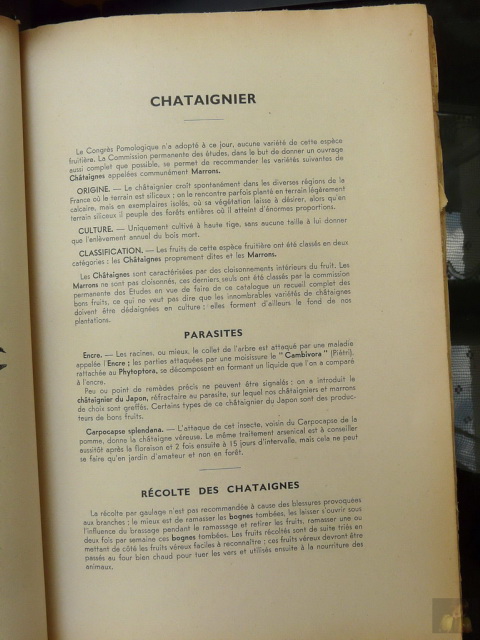 CHATAIGNIER
Le Congrès Pomologique n'a adopté à ce jour, aucune variété de cette espèce
fruitière. La Commission permanente des études, dans le but de donner un ouvrage
aussi complet que possible, se permet de recommander les variétés suivantes de
Châtaignes appelées communément Marrons.
ORIGINE. — Le châtaignier croît spontanément dans les diverses régions de la
France où le terrain est siliceux ; on le rencontre parfois planté en terrain légèrement
calcaire, mais en exemplaires isolés, où sa végétation laisse à désirer, alors qu'en
terrain siliceux il peuple des forêts entières où il atteint d'énormes proportions.
CULTURE. — Uniquement cultivé à haute tige, sans aucune taille à lui donner
que l'enlèvement annuel du bois mort.
CLASSIFICATION. — Les fruits de cette espèce fruitière ont été classés en deux
catégories : les Châtaignes proprement dites et les Marrons.
Les Châtaignes sont caractérisées par des cloisonnements intérieurs du fruit. Les
Marrons ne sont pas cloisonnés, ces derniers seuls ont été classés par la commission
permanente des Etudes en vue de faire de ce catalogue un recueil complet des
bons fruits, ce qui ne veut pas dire que les innombrables variétés de châtaignes
doivent être dédaignées en culture ; elles forment d'ailleurs le fond de nos
plantations.
PARASITES
Encre. — Les racines, ou mieux, le collet de l'arbre est attaqué par une maladie
appelée l'Encre ; les parties attaquées par une moisissure le " Cambivora " (Piètri),
rattachée au Phytoptora, se décomposent en formant un liquide que l'on a comparé
à l'encre.
Peu ou point de remèdes précis ne peuvent être signalés : on a introduit le
châtaignier du Japon, réfractaire au parasite, sur lequel nos châtaigniers et marrons
de choix sont greffés. Certains types de ce châtaignier du Japon sont des produc-
teurs de bons fruits.
Carpocapse splendana. — L'attaque de cet insecte, voisin du Carpocapse de la
pomme, donne la châtaigne véreuse. Le même traitement arsenical est à conseiller
aussitôt après la floraison et 2 fois ensuite à 15 jours d'intervalle, mais cela ne peut
se faire qu'en jardin d'amateur et non en forêt.
RÉCOLTE DES CHATAIGNES
La récolte par gaulage n'est pas recommandée à cause des blessures provoquées
aux branches ; le mieux est de ramasser les bognes tombées, les laisser s'ouvrir sous
l'influence du brassage pendant le ramassage et retirer les fruits, ramasser une ou
deux fois par semaine ces bognes tombées. Les fruits récoltés sont de suite triés en
mettant de côté les fruits véreux faciles à reconnaître ; ces fruits véreux devront être
passés au four bien chaud pour tuer les vers et utilisés ensuite à la nourriture des
animaux.